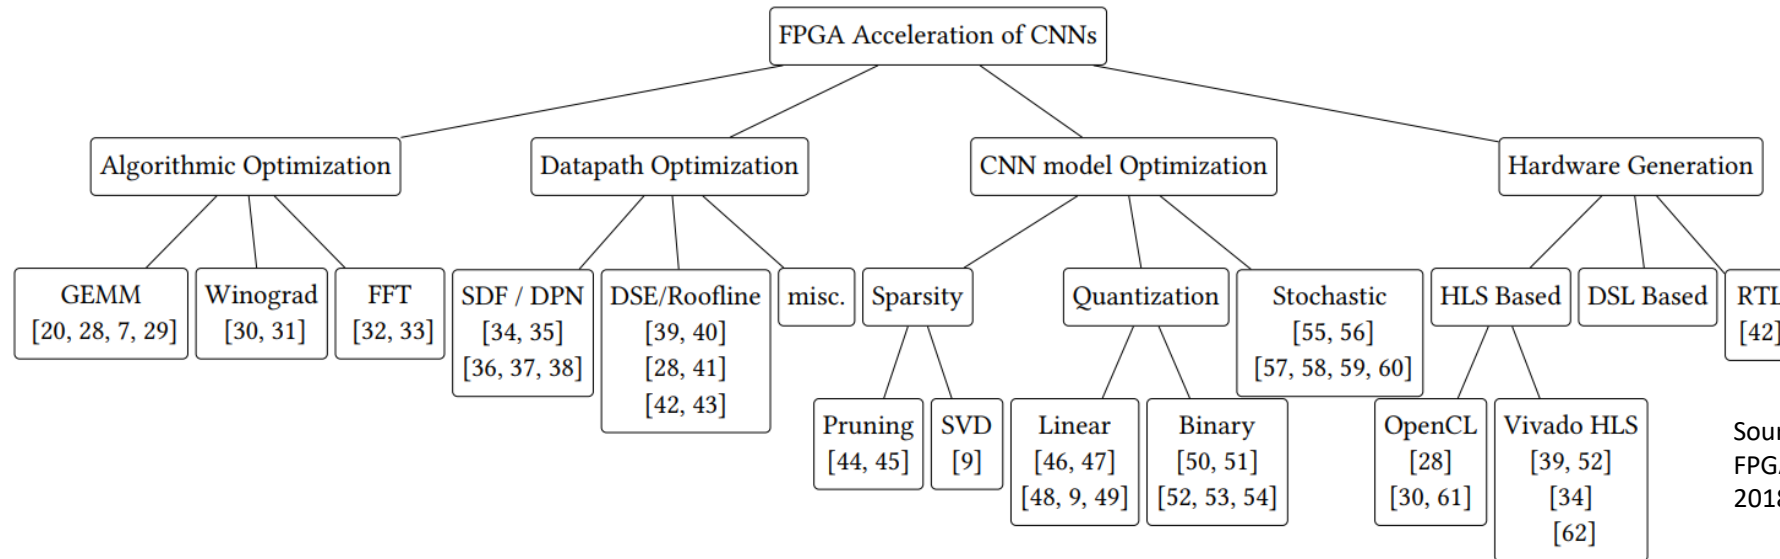 FPGA Acceleration of CNNs
Algorithmic Optimization
Datapath Optimization
CNN model Optimization
Hardware Generation
GEMM
[20, 28, 7, 29]
Winograd
[30, 31]
FFT
[32, 33]
SDF / DPN
[34, 35]
[36, 37, 38]
DSE/Roofline
[39, 40]
[28, 41]
[42, 43]
misc.
Sparsity
Quantization
Stochastic
[55, 56]
[57, 58, 59, 60]
HLS Based
DSL Based
RTL
[42]
Pruning
[44, 45]
SVD
[9]
Linear
[46, 47]
[48, 9, 49]
Binary
[50, 51]
[52, 53, 54]
OpenCL
[28]
[30, 61]
Vivado HLS
[39, 52]
[34]
[62]
2018